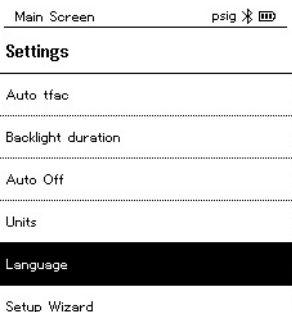 Main Screen psig
Settings
Auto tfac
Backlight duration
Auto Off
Units
Language
Setup Wizard